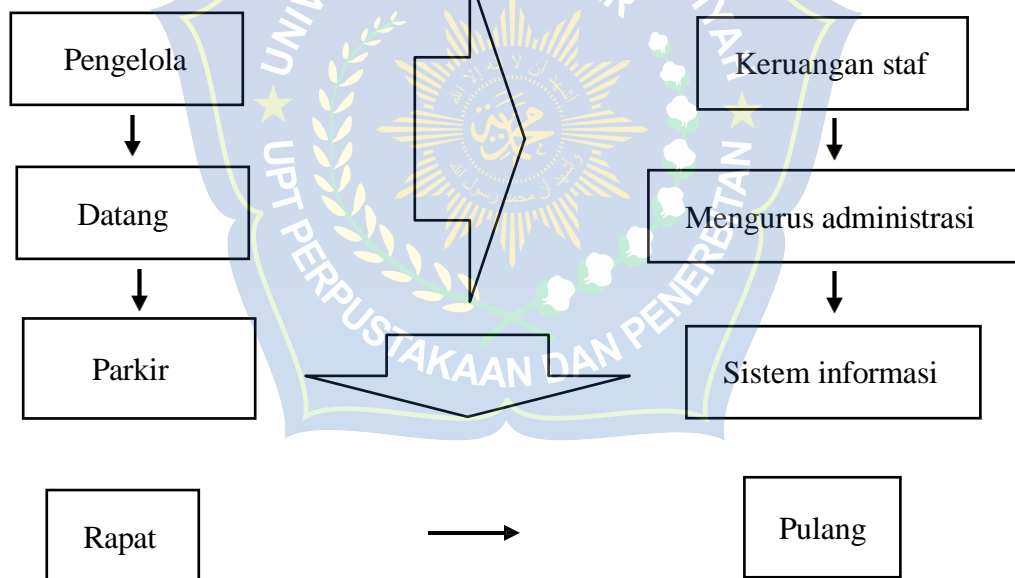 Pengelola
Datang
Parkir
Keruangan staf
Mengurus administrasi
Sistem informasi
Rapat
Pulang
UPT PERPUSTAKAAN DAN PENERBITAN